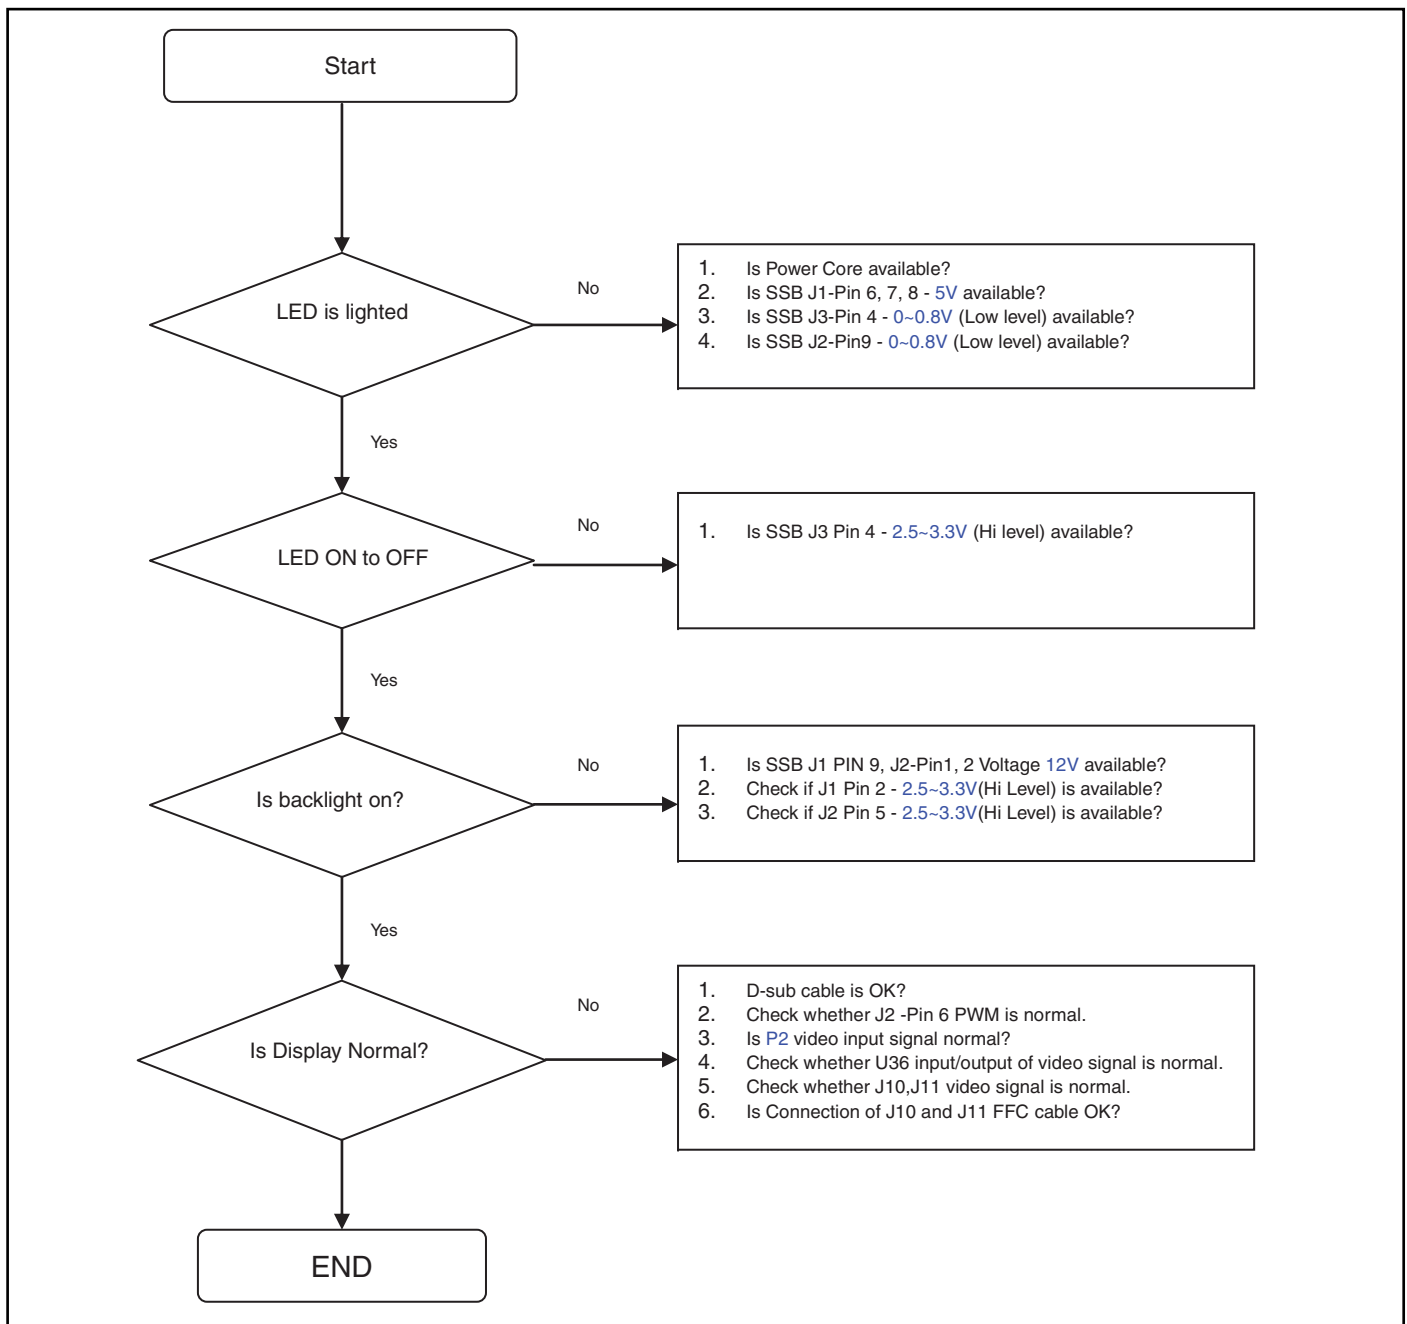 Start
LED is lighted
No
1. Is Power Core available?
2. Is SSB J1-Pin 6, 7, 8 - 5V available?
3. Is SSB J3-Pin 4 - 0~0.8V (Low level) available?
4. Is SSB J2-Pin9 - 0~0.8V (Low level) available?
Yes
LED ON to OFF
No
1. Is SSB J3 Pin 4 - 2.5~3.3V (Hi level) available?
Yes
Is backlight on?
No
1. Is SSB J1 PIN 9, J2-Pin1, 2 Voltage 12V available?
2. Check if J1 Pin 2 - 2.5~3.3V(Hi Level) is available?
3. Check if J2 Pin 5 - 2.5~3.3V(Hi Level) is available?
Yes
Is Display Normal?
No
1. D-sub cable is OK?
2. Check whether J2 -Pin 6 PWM is normal.
3. Is P2 video input signal normal?
4. Check whether U36 input/output of video signal is normal.
5. Check whether J10,J11 video signal is normal.
6. Is Connection of J10 and J11 FFC cable OK?
END